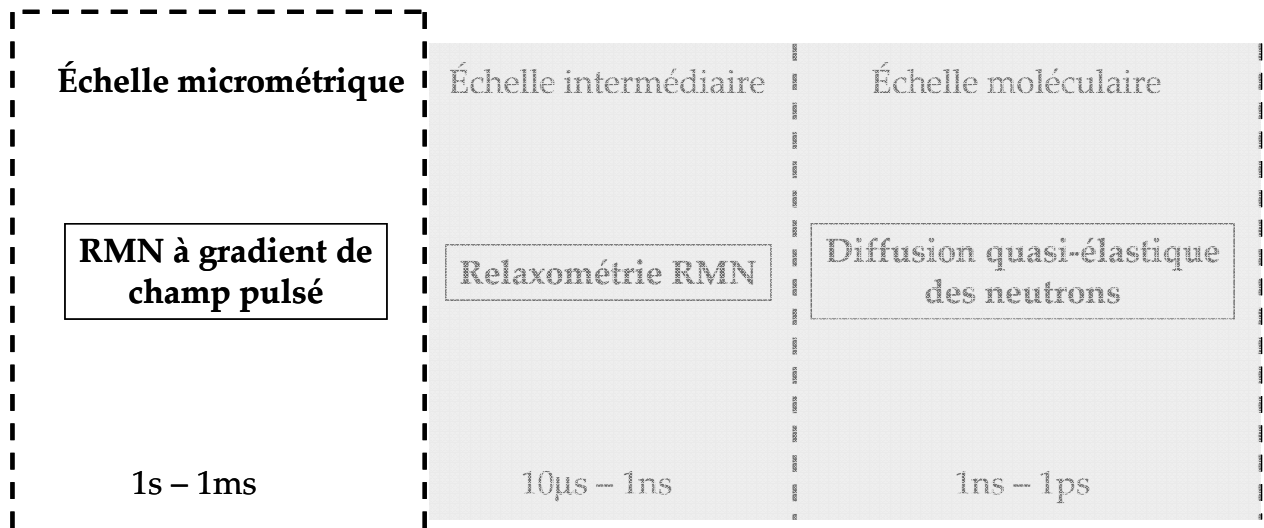 Échelle micrométrique
Échelle intermédiaire
Échelle moléculaire
RMN à gradient de
champ pulsé
Relaxométrie RMN
Diffusion quasi-élastique
des neutrons
1s – 1ms
10µs – 1ns
1ns – 1ps